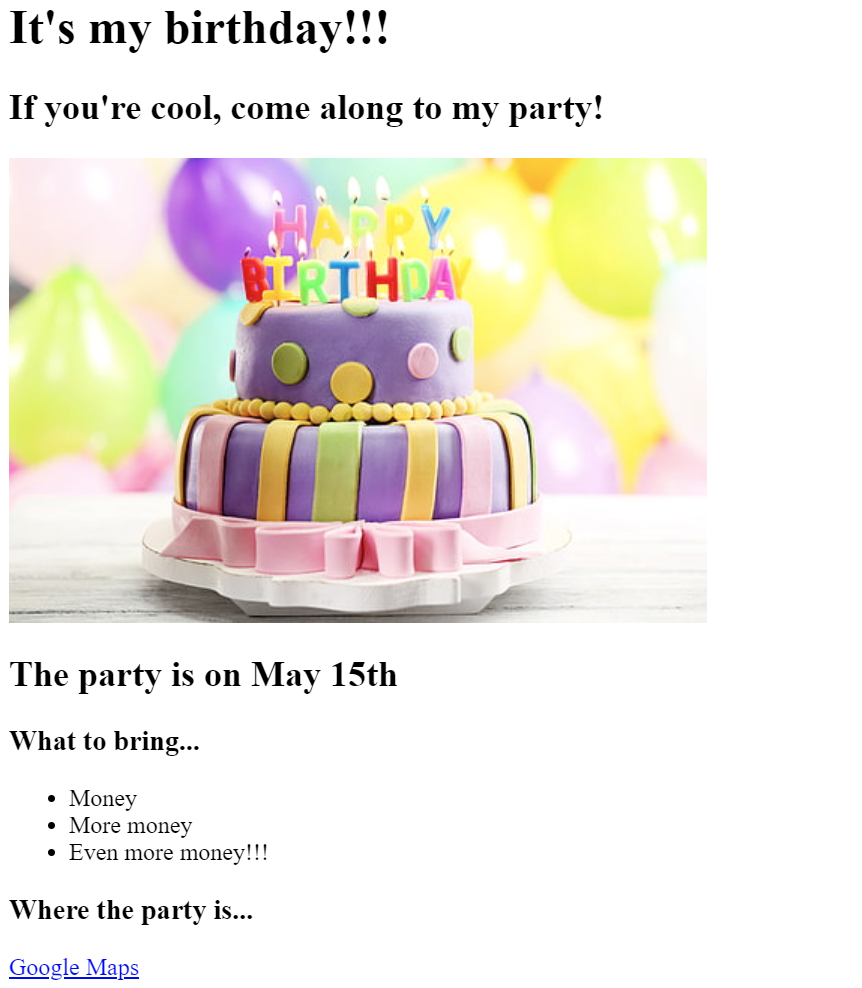 It's my birthday!!!
If you're cool, come along to my party!
HAPPY
BIRTHDAY
The party is on May 15th
What to bring...
Money
More money
Even more money!!!
Where the party is...
Google Maps